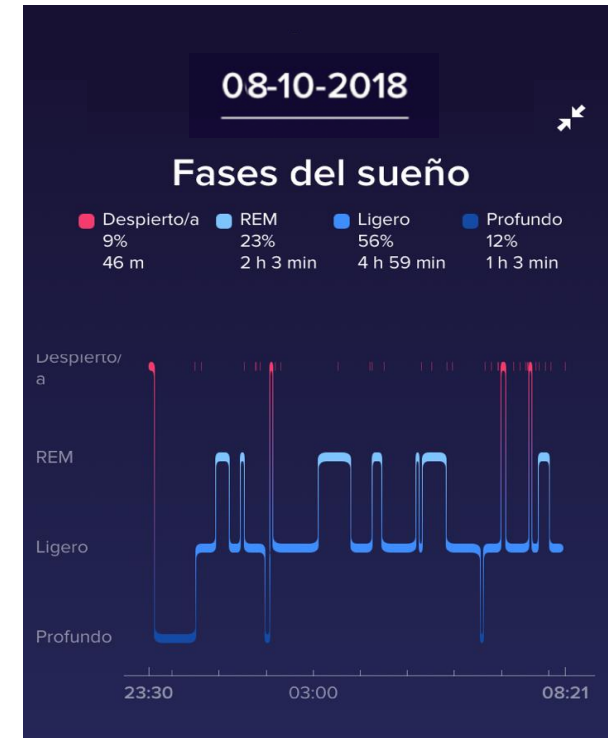 08-10-2018
Fases del sueño
Despierto/a REM Ligero Profundo
9% 23% 56% 12%
46 m 2 h 3 min 4 h 59 min 1 h 3 min
Despierto/
a
REM
Ligero
Profundo
23:30 03:00 08:21